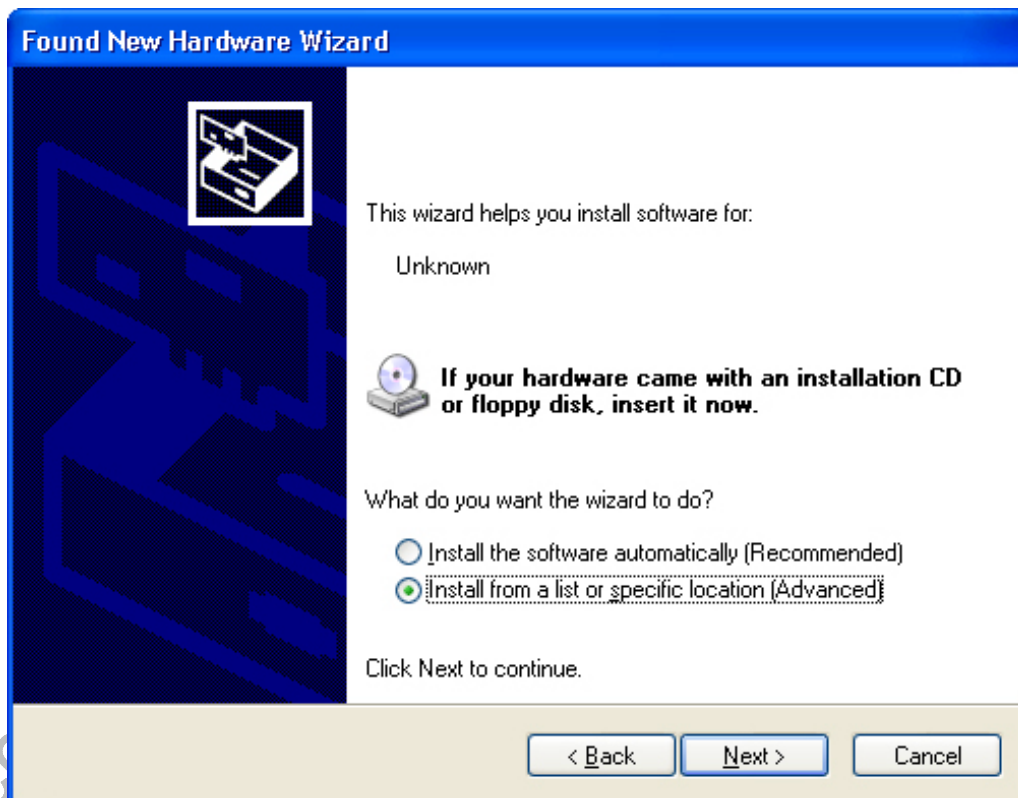 Found New Hardware Wizard
This wizard helps you install software for:
Unknown
If your hardware came with an installation CD
or floppy disk, insert it now.
What do you want the wizard to do?
Install the software automatically (Recommended)
Install from a list or specific location (Advanced)
Click Next to continue.
< Back
Next >
Cancel